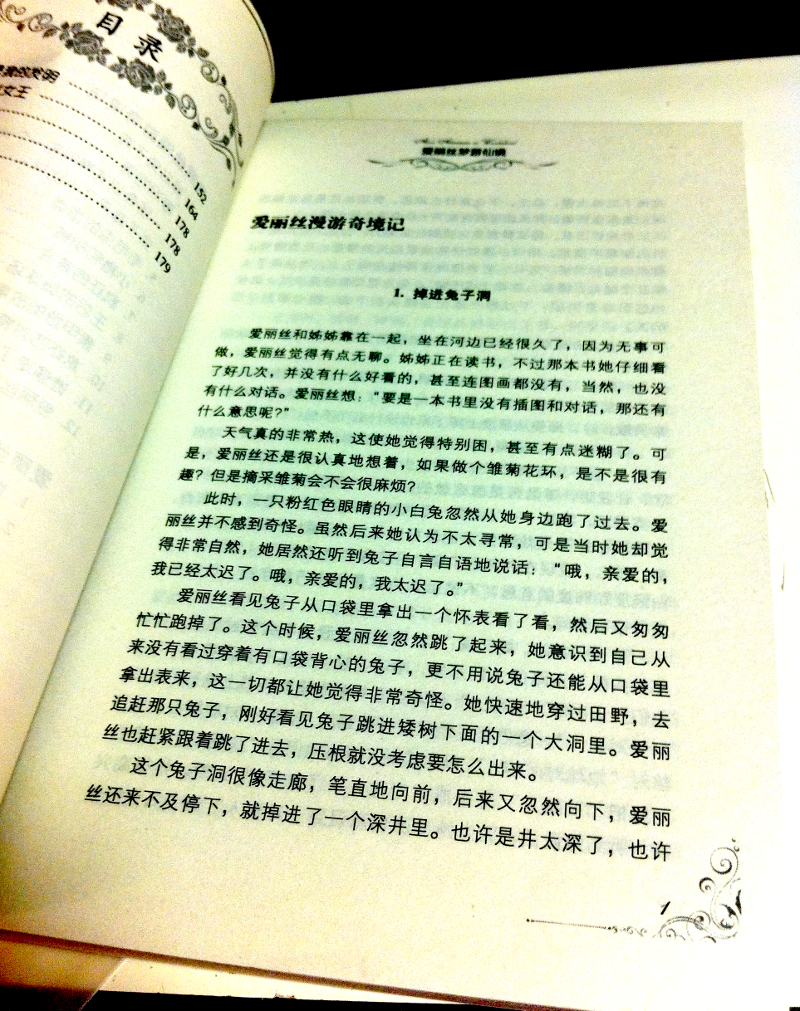 目录
女王
152
164
178
178
179
爱丽丝梦游仙境
爱丽丝漫游奇境记
1. 掉进兔子洞
爱丽丝和姊姊靠在一起，坐在河边已经很久了，因为无事可
做，爱丽丝觉得有点无聊。姊姊正在读书，不过那本书她仔细看
了好几次，并没有什么好看的，甚至连图画都没有，当然，也没
有什么对话。爱丽丝想：“要是一本书里没有插图和对话，那还有
什么意思呢？”
天气真的非常热，这使她觉得特别困，甚至有点迷糊了。可
是，爱丽丝还是很认真地想着，如果做个雏菊花环，是不是很有
趣？但是摘采雏菊会不会很麻烦？
此时，一只粉红色眼睛的小白兔忽然从她身边跑了过去。爱
丽丝并不感到奇怪。虽然后来她认为不太寻常，可是当时她却觉
得非常自然，她居然还听到兔子自言自语地说话：“哦，亲爱的，
我已经太迟了。哦，亲爱的，我太迟了。”
爱丽丝看见兔子从口袋里拿出一个怀表看了看，然后又匆匆
忙忙跑掉了。这个时候，爱丽丝忽然跳了起来，她意识到自己从
来没有看过穿着有口袋背心的兔子，更不用说兔子还能从口袋里
拿出表来，这一切都让她觉得非常奇怪。她快速地穿过田野，去
追赶那只兔子，刚好看见兔子跳进矮树下面的一个大洞里。爱丽
丝也赶紧跟着跳了进去，压根就没考虑要怎么出来。
这个兔子洞很像走廊，笔直地向前，后来又忽然向下，爱丽
丝还来不及停下，就掉进了一个深井里。也许是井太深了，也许
1